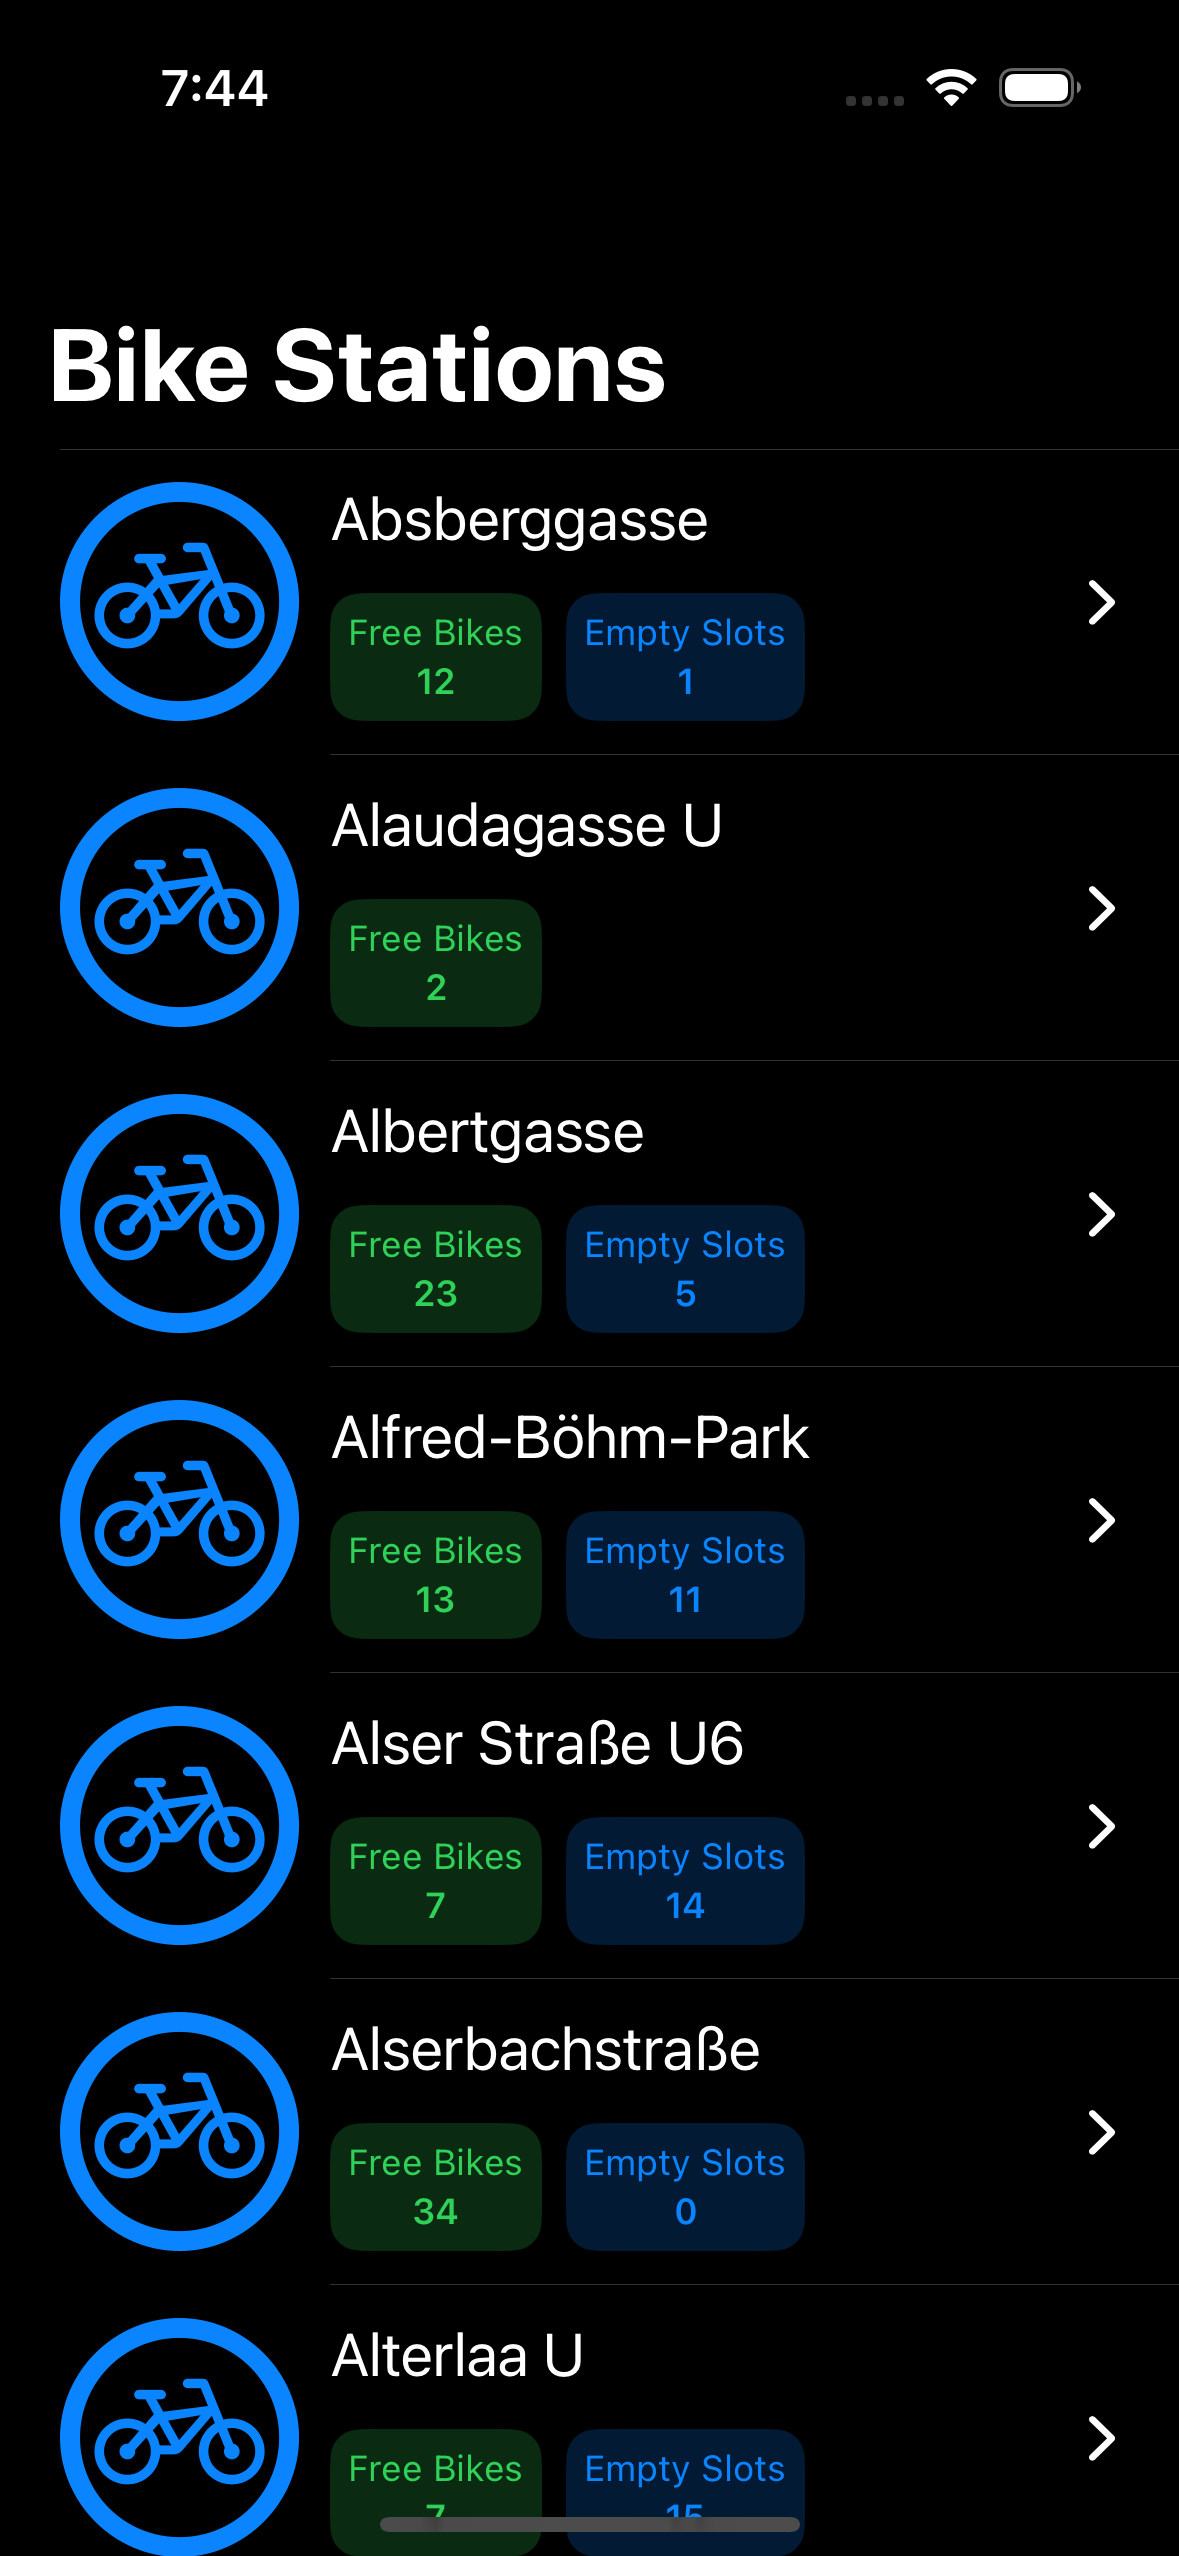 7:44
Bike Stations
Absberggasse
Free Bikes Empty Slots
12 1
Alaudagasse U
Free Bikes
2
Albertgasse
Free Bikes Empty Slots
23 5
Alfred-Böhm-Park
Free Bikes Empty Slots
13 11
Alser Straße U6
Free Bikes Empty Slots
7 14
Alserbachstraße
Free Bikes Empty Slots
34 0
Alterlaa U
Free Bikes Empty Slots
7 15